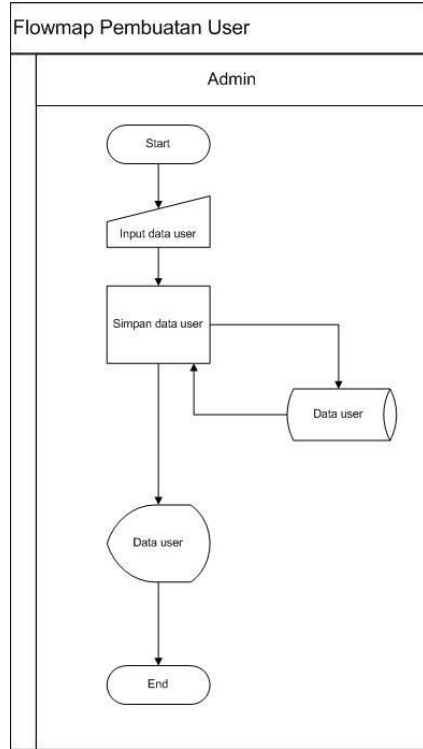 Flowmap Pembuatan User
Admin
Start
Input data user
Simpan data user
Data user
Data user
End